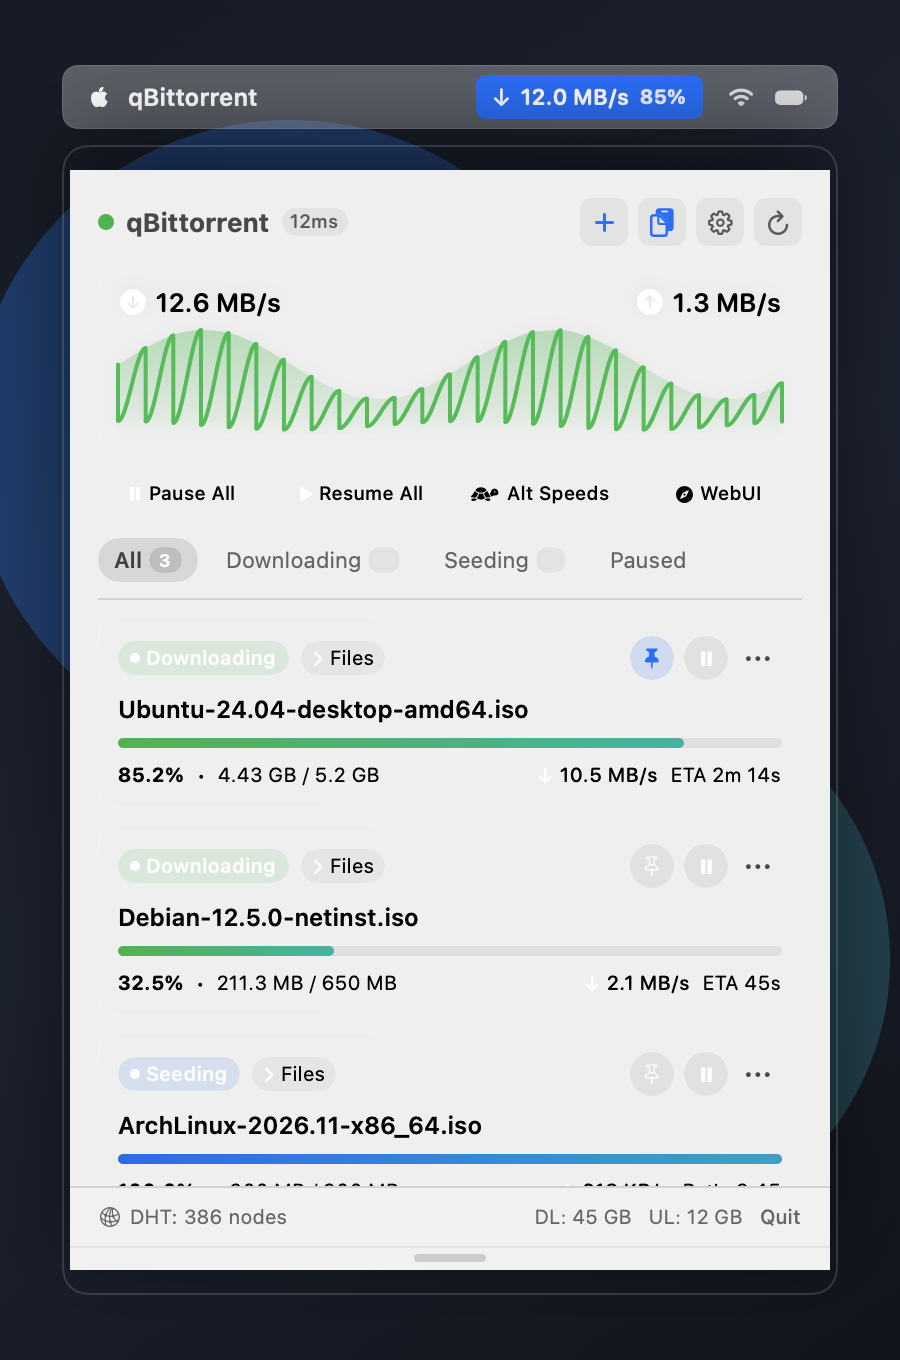 qBittorrent 12.0 MB/s 85%
qBittorrent 12ms
12.6 MB/s 1.3 MB/s
Pause All Resume All Alt Speeds WebUI
All 3 Downloading Seeding Paused
Downloading Files
Ubuntu-24.04-desktop-amd64.iso
85.2% • 4.43 GB / 5.2 GB 10.5 MB/s ETA 2m 14s
Downloading Files
Debian-12.5.0-netinst.iso
32.5% • 211.3 MB / 650 MB 2.1 MB/s ETA 45s
Seeding Files
ArchLinux-2026.11-x86_64.iso
DHT: 386 nodes DL: 45 GB UL: 12 GB Quit